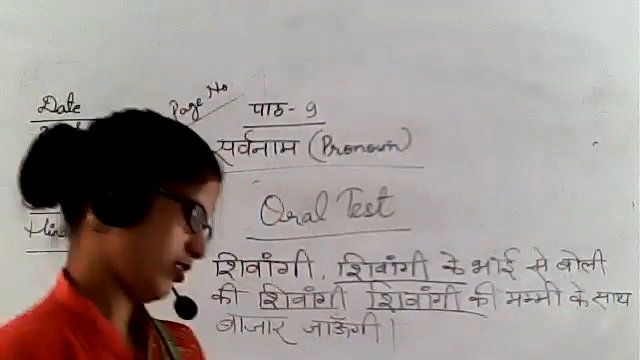 Date
Page No
पाठ- 9
सर्वनाम (Pronoun)
Oral Test
शिवांगी, शिवांगी के भाई से बोली
की शिवांगी शिवांगी की मम्मी के साथ
बाजार जाऊँगी।